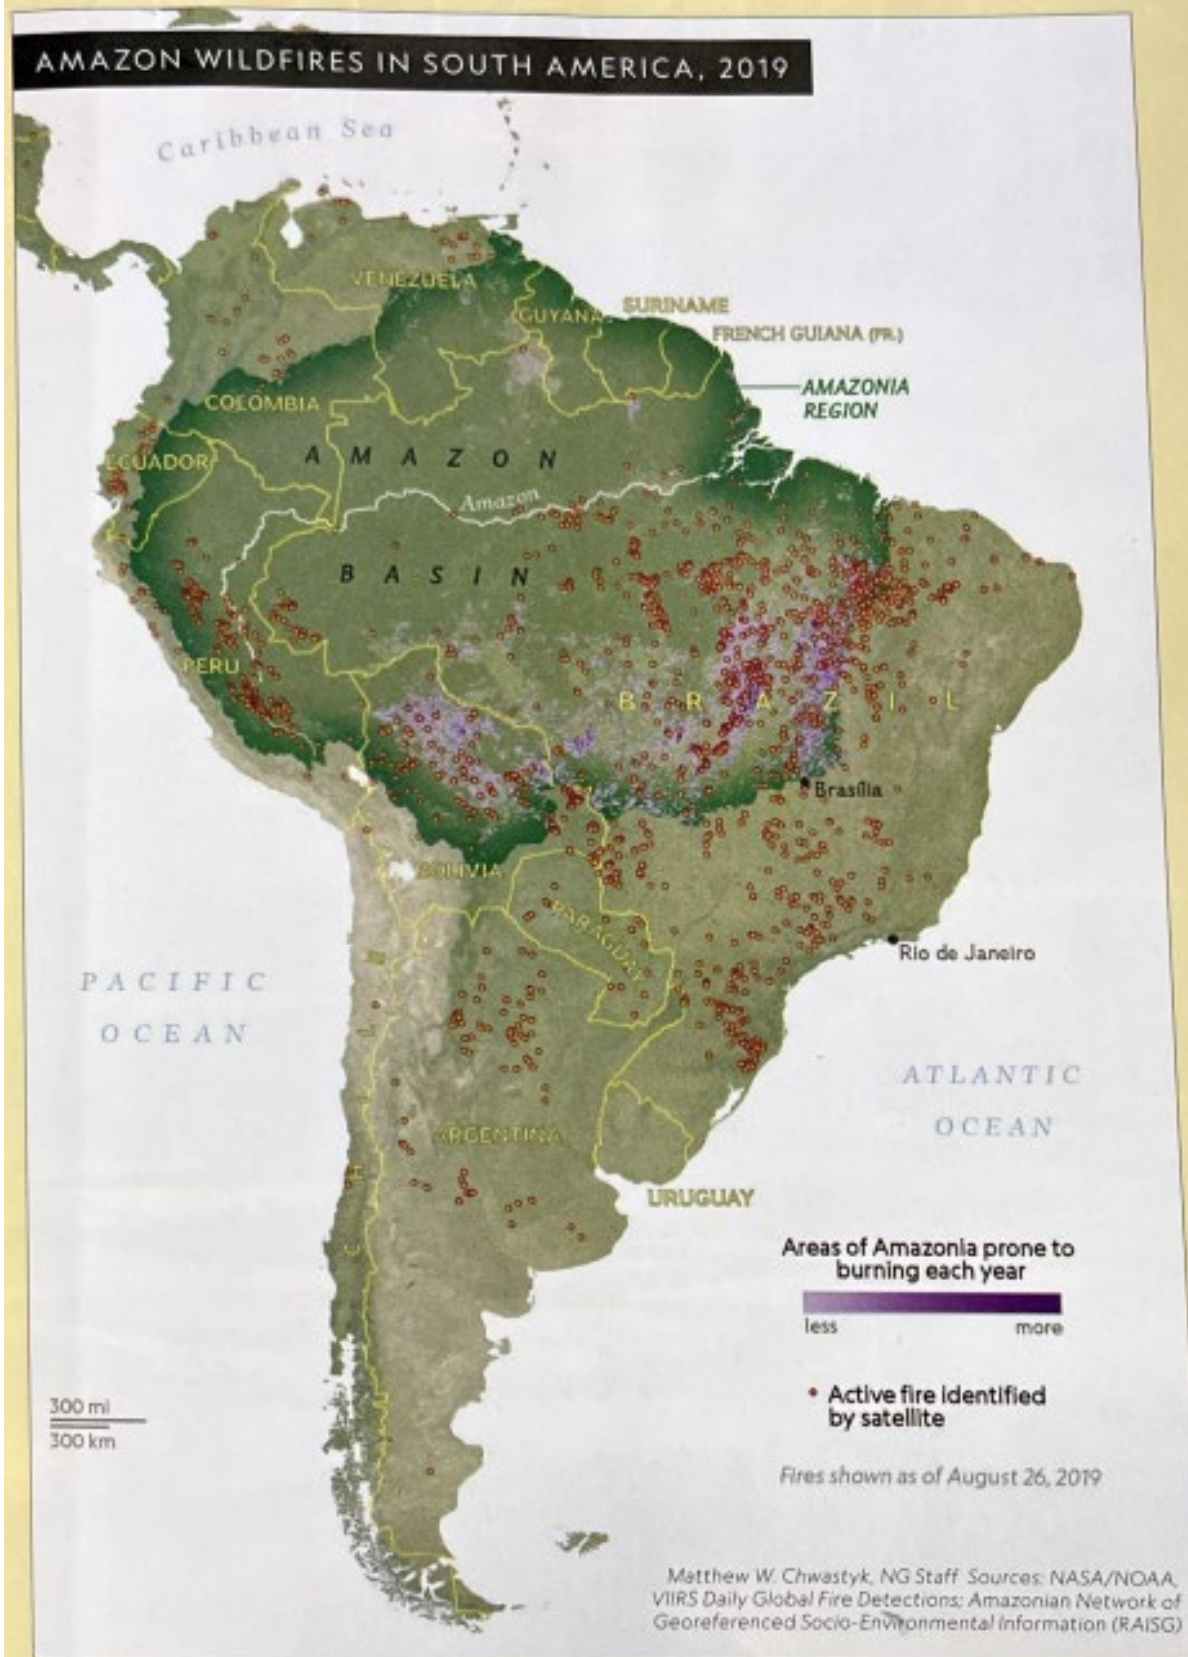 AMAZON WILDFIRES IN SOUTH AMERICA, 2019
Caribbean Sea
VENEZUELA
GUYANA
SURINAME
FRENCH GUIANA (FR.)
AMAZONIA
REGION
COLOMBIA
ECUADOR
AMAZON
Amazon
BASIN
PERU
BRAZIL
Brasília
BOLIVIA
PARAGUAY
Rio de Janeiro
PACIFIC
OCEAN
CHILE
ATLANTIC
OCEAN
ARGENTINA
URUGUAY
Areas of Amazonia prone to
burning each year
less more
300 mi
300 km
Active fire identified
by satellite
Fires shown as of August 26, 2019
Matthew W. Chwastyk, NG Staff Sources: NASA/NOAA,
VIIRS Daily Global Fire Detections; Amazonian Network of
Georeferenced Socio-Environmental Information (RAISG)